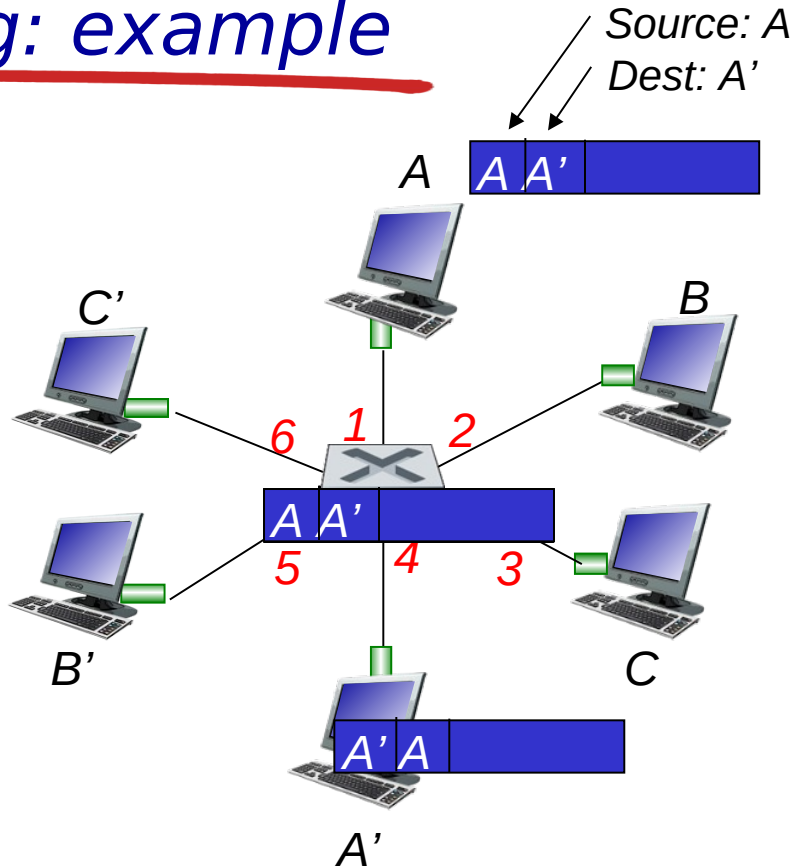 g: example
Source: A
Dest: A’
A
A A’
C’
B
6
1
2
A A’
5
4
3
B’
C
A’ A
A’